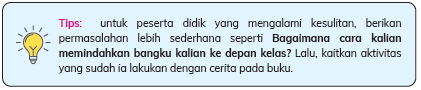 Tips: untuk peserta didik yang mengalami kesulitan, berikan
permasalahan lebih sederhana seperti Bagaimana cara kalian
memindahkan bangku kalian ke depan kelas? Lalu, kaitkan aktivitas
yang sudah ia lakukan dengan cerita pada buku.